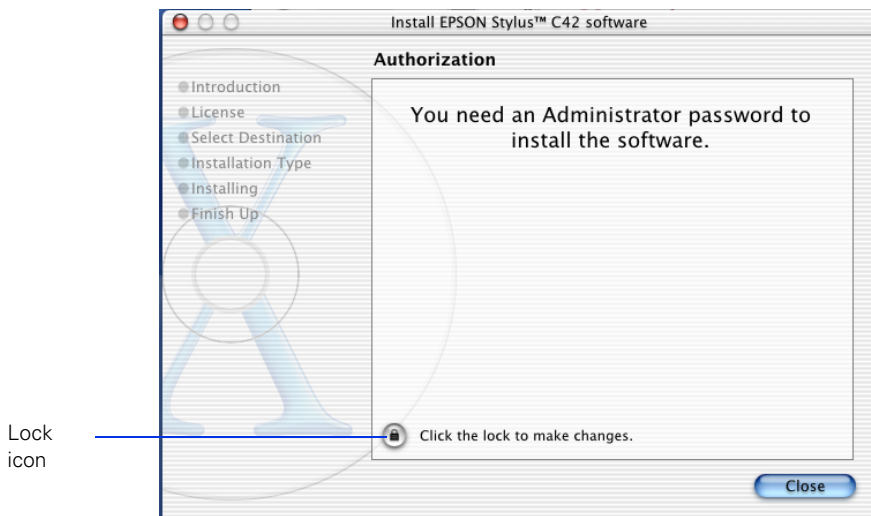 Install EPSON Stylus™ C42 software
Authorization
Introduction
License
Select Destination
Installation Type
Installing
Finish Up
You need an Administrator password to
install the software.
Click the lock to make changes.
Lock
icon
Close